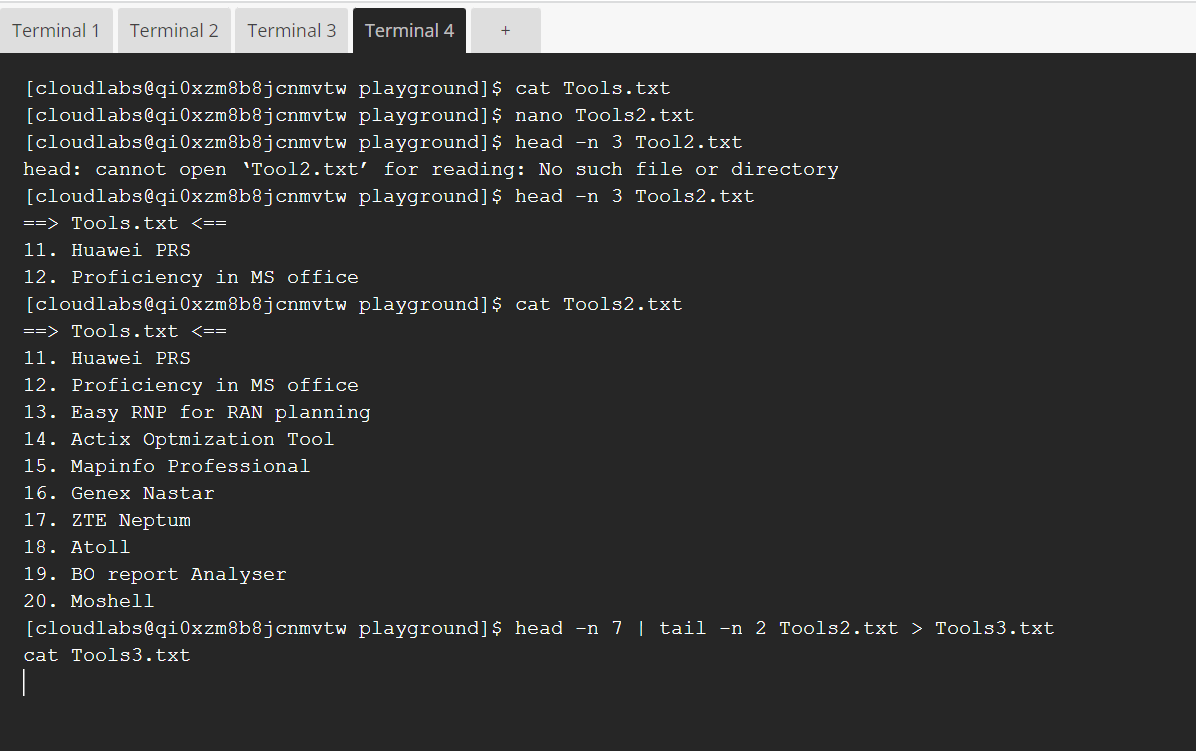 Terminal 1 Terminal 2 Terminal 3 Terminal 4 +
[cloudlabs@qi0xzm8b8jcnmvtw playground]$ cat Tools.txt
[cloudlabs@qi0xzm8b8jcnmvtw playground]$ nano Tools2.txt
[cloudlabs@qi0xzm8b8jcnmvtw playground]$ head -n 3 Tool2.txt
head: cannot open ‘Tool2.txt’ for reading: No such file or directory
[cloudlabs@qi0xzm8b8jcnmvtw playground]$ head -n 3 Tools2.txt
==> Tools.txt <==
11. Huawei PRS
12. Proficiency in MS office
[cloudlabs@qi0xzm8b8jcnmvtw playground]$ cat Tools2.txt
==> Tools.txt <==
11. Huawei PRS
12. Proficiency in MS office
13. Easy RNP for RAN planning
14. Actix Optmization Tool
15. Mapinfo Professional
16. Genex Nastar
17. ZTE Neptum
18. Atoll
19. BO report Analyser
20. Moshell
[cloudlabs@qi0xzm8b8jcnmvtw playground]$ head -n 7 | tail -n 2 Tools2.txt > Tools3.txt
cat Tools3.txt